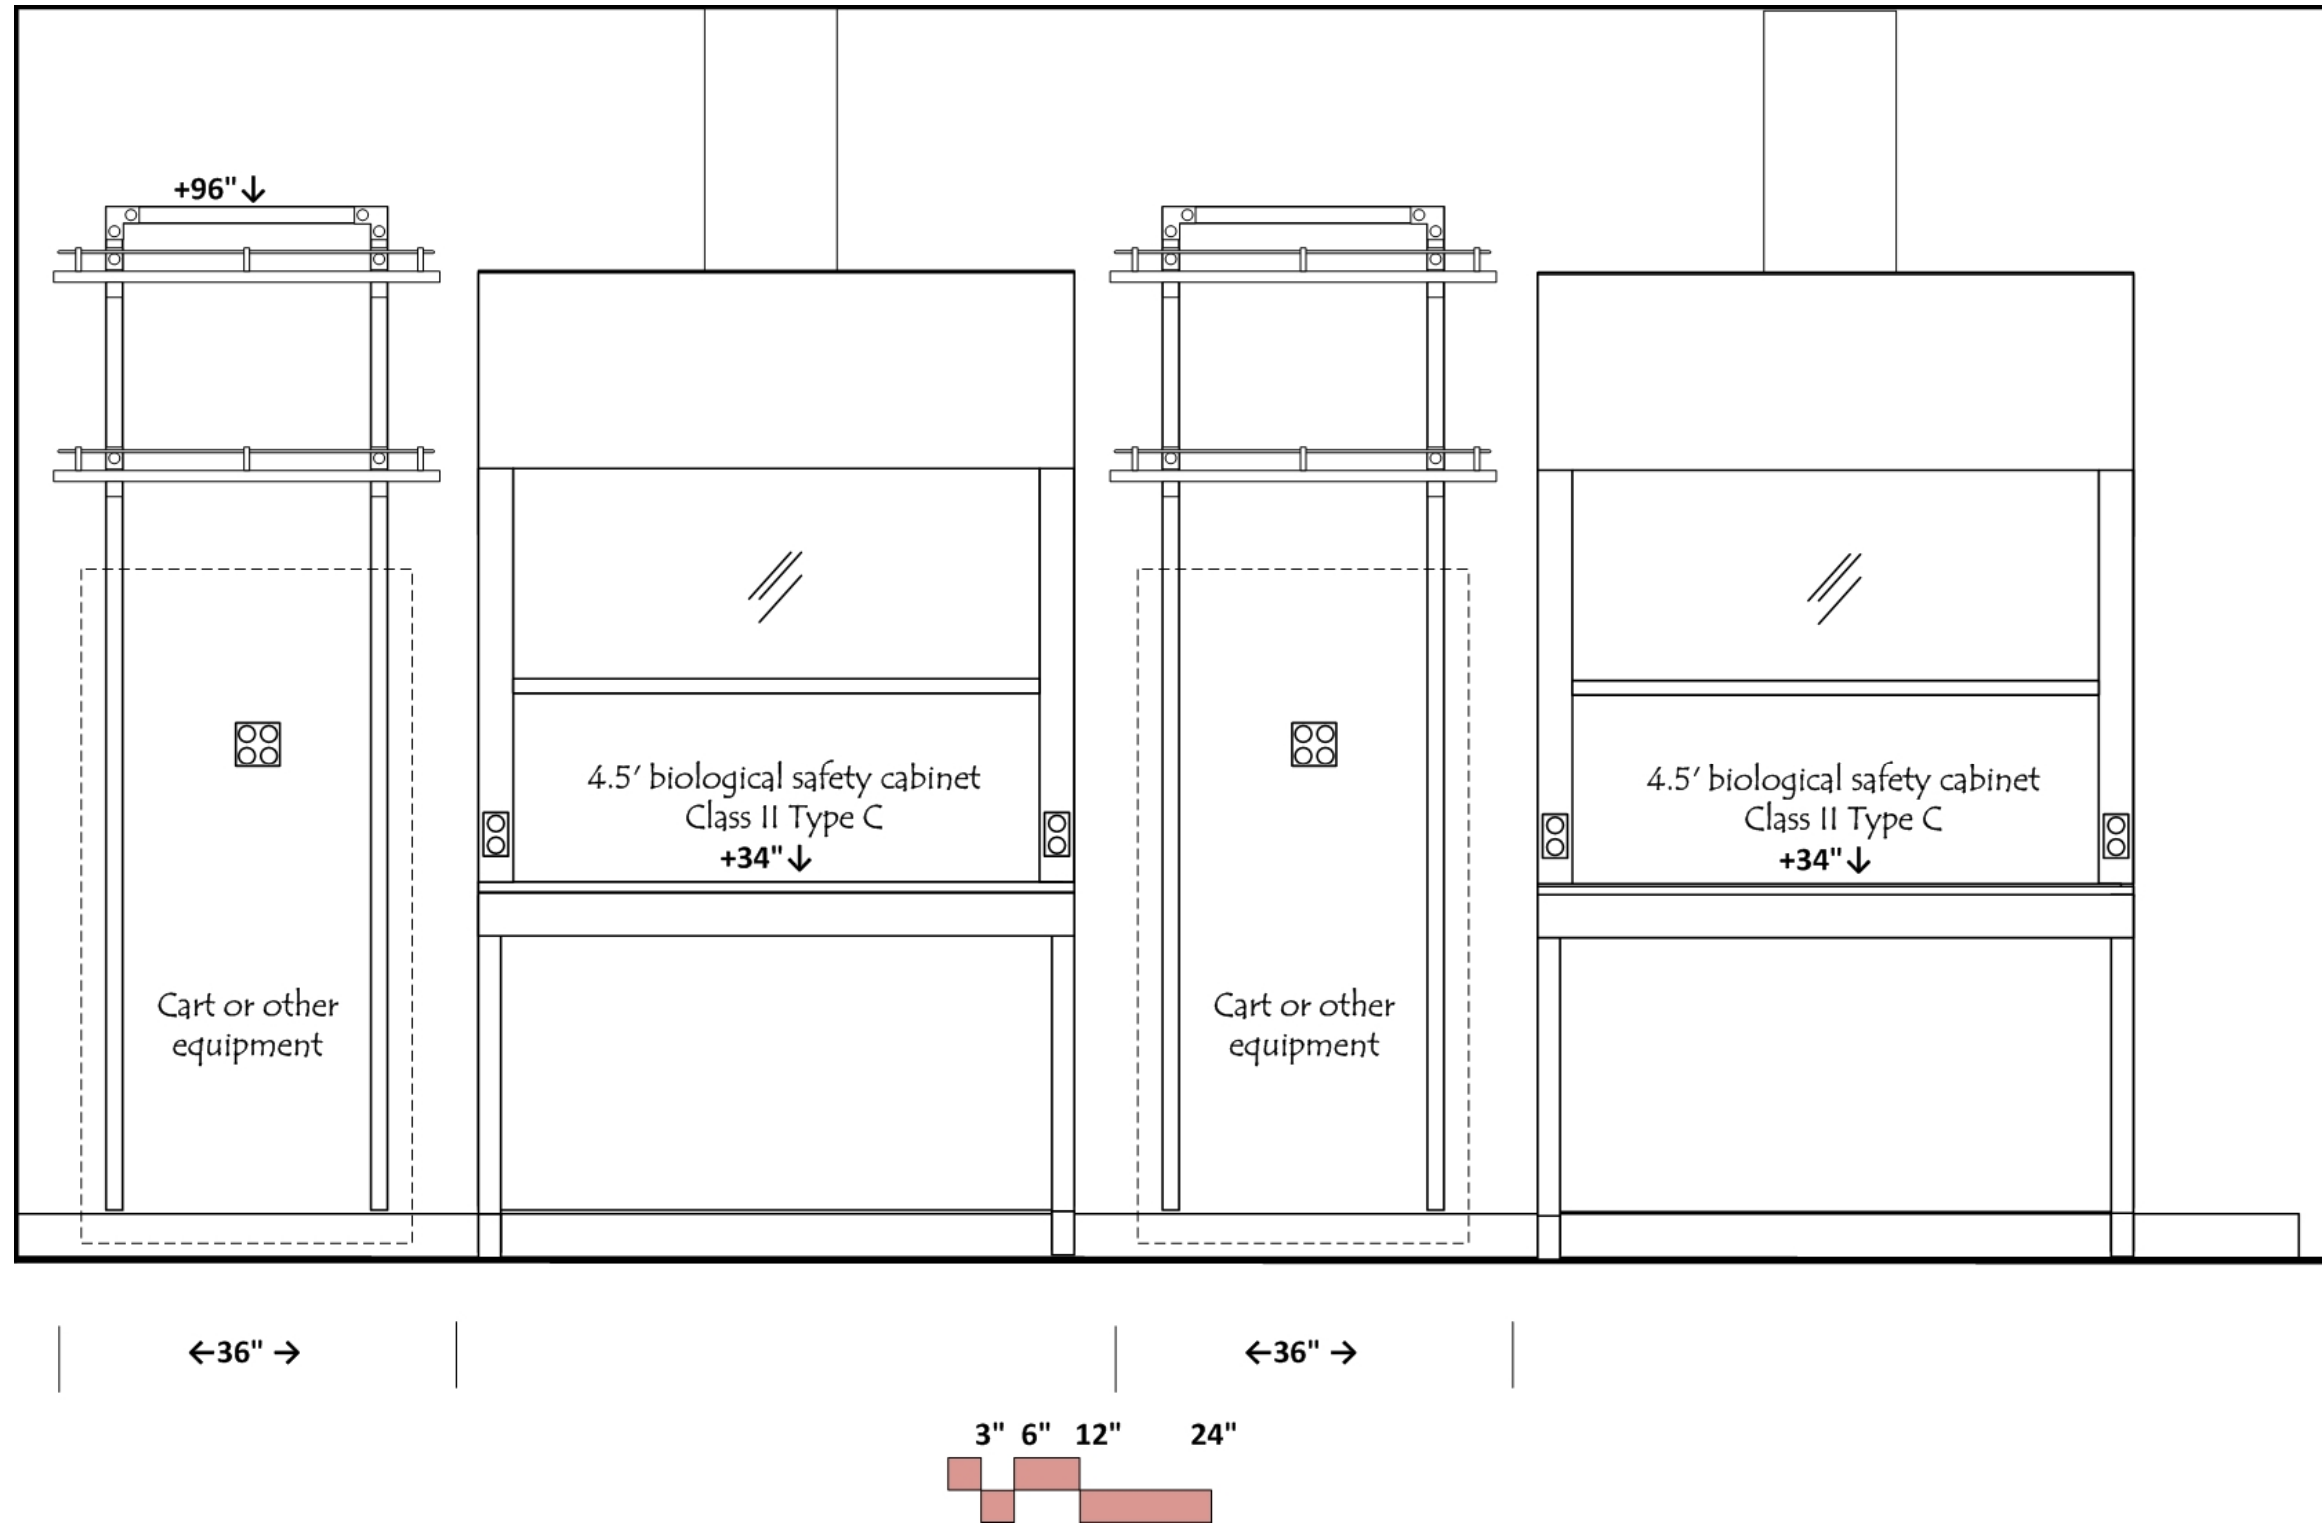 +96"↓
4.5' biological safety cabinet
Class II Type C
+34"↓
4.5' biological safety cabinet
Class II Type C
+34"↓
Cart or other
equipment
Cart or other
equipment
←36" →
←36" →
3" 6" 12" 24"